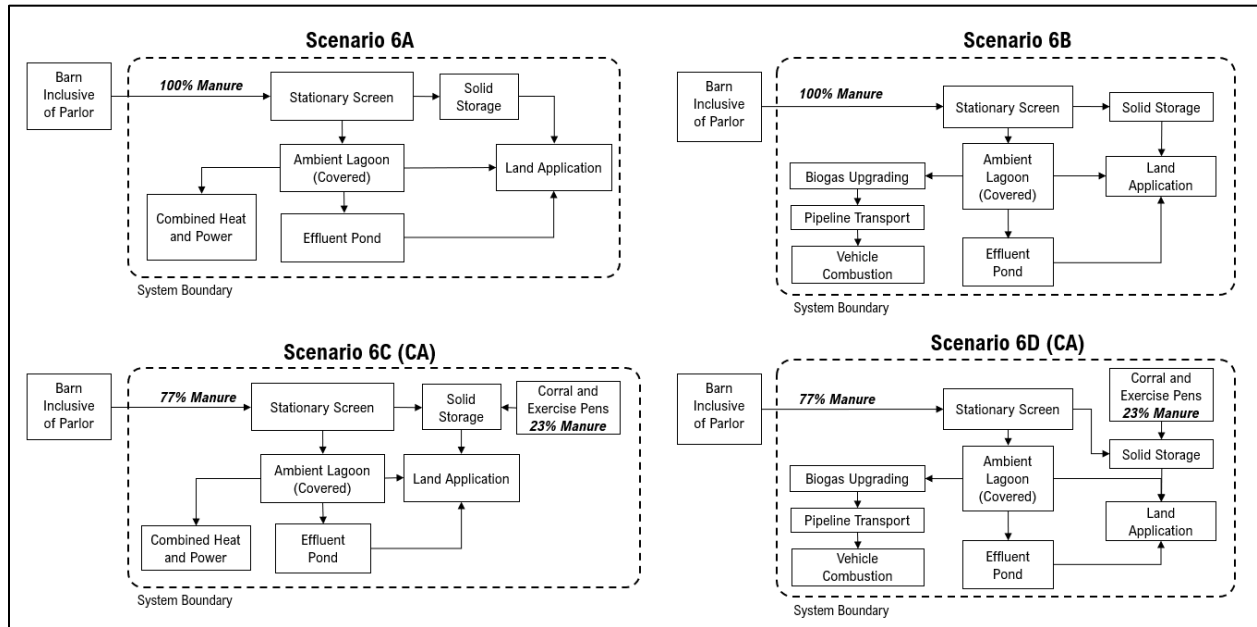 Scenario 6A
Barn
Inclusive
of Parlor
100% Manure
Stationary Screen
Solid
Storage
Ambient Lagoon
(Covered)
Land Application
Combined Heat
and Power
Effluent Pond
System Boundary
Scenario 6B
Barn
Inclusive
of Parlor
100% Manure
Stationary Screen
Solid Storage
Biogas Upgrading
Ambient
Lagoon
(Covered)
Land
Application
Pipeline Transport
Vehicle
Combustion
Effluent
Pond
System Boundary
Scenario 6C (CA)
Barn
Inclusive
of Parlor
77% Manure
Stationary Screen
Solid
Storage
Corral and
Exercise Pens
23% Manure
Ambient Lagoon
(Covered)
Land Application
Combined Heat
and Power
Effluent
Pond
System Boundary
Scenario 6D (CA)
Barn
Inclusive
of Parlor
77% Manure
Stationary Screen
Corral and
Exercise Pens
23% Manure
Solid Storage
Biogas Upgrading
Ambient
Lagoon
(Covered)
Pipeline Transport
Land
Application
Vehicle
Combustion
Effluent
Pond
System Boundary